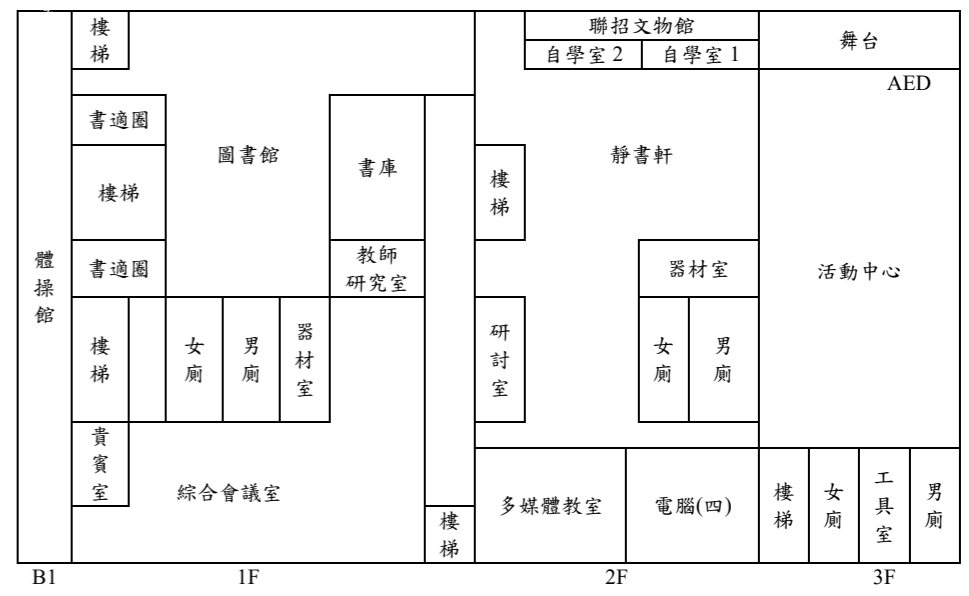 體操館
B1
樓梯
書適圈
樓梯
書適圈
樓梯
貴賓室
圖書館
書庫
教師
研究室
女廁
男廁
器材室
綜合會議室
樓梯
1F
聯招文物館
自學室 2
自學室 1
靜書軒
樓梯
器材室
研討室
女廁
男廁
多媒體教室
電腦(四)
2F
舞台
AED
活動中心
樓梯
女廁
工具室
男廁
3F